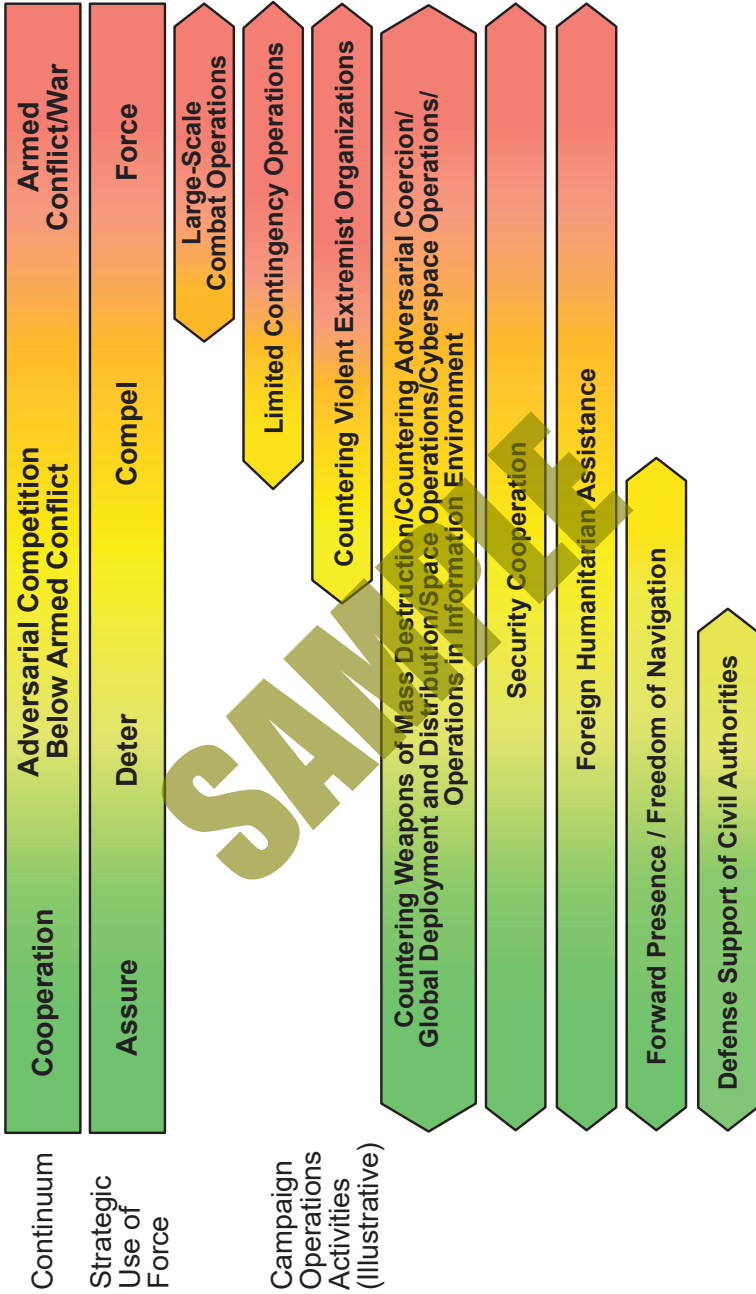 Continuum
Cooperation
Adversarial Competition
Below Armed Conflict
Armed
Conflict/War
Strategic
Use of
Force
Assure
Deter
Compel
Force
Campaign
Operations
Activities
(Illustrative)
Large-Scale
Combat Operations
Limited Contingency Operations
Countering Violent Extremist Organizations
Countering Weapons of Mass Destruction/Countering Adversarial Coercion/
Global Deployment and Distribution/Space Operations/Cyberspace Operations/
Operations in Information Environment
Security Cooperation
Foreign Humanitarian Assistance
Forward Presence / Freedom of Navigation
Defense Support of Civil Authorities
SAMPLE